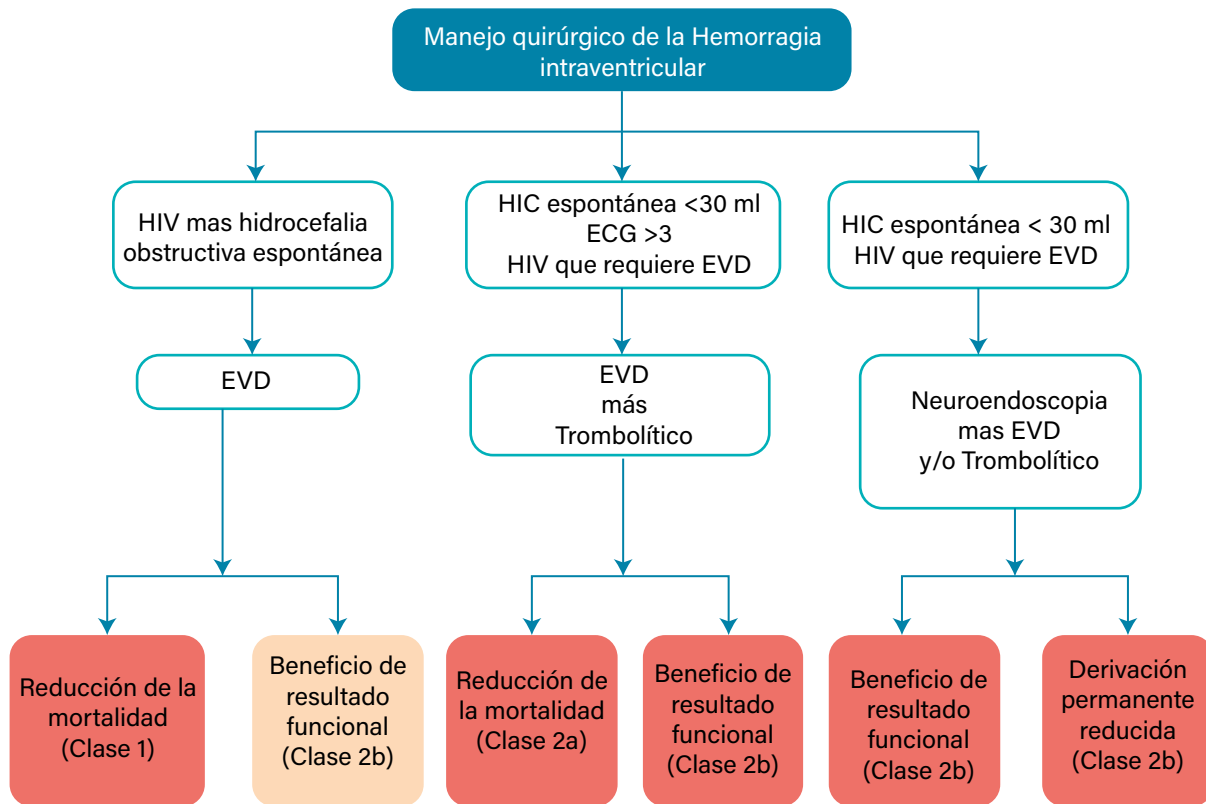 Manejo quirúrgico de la Hemorragia
intraventricular
HIV mas hidrocefalia
obstructiva espontánea
HIC espontánea <30 ml
ECG >3
HIV que requiere EVD
HIC espontánea < 30 ml
HIV que requiere EVD
EVD
EVD
más
Trombolítico
Neuroendoscopia
mas EVD
y/o Trombolítico
Reducción de la
mortalidad
(Clase 1)
Beneficio de
resultado
funcional
(Clase 2b)
Reducción de
la mortalidad
(Clase 2a)
Beneficio de
resultado
funcional
(Clase 2b)
Beneficio de
resultado
funcional
(Clase 2b)
Derivación
permanente
reducida
(Clase 2b)